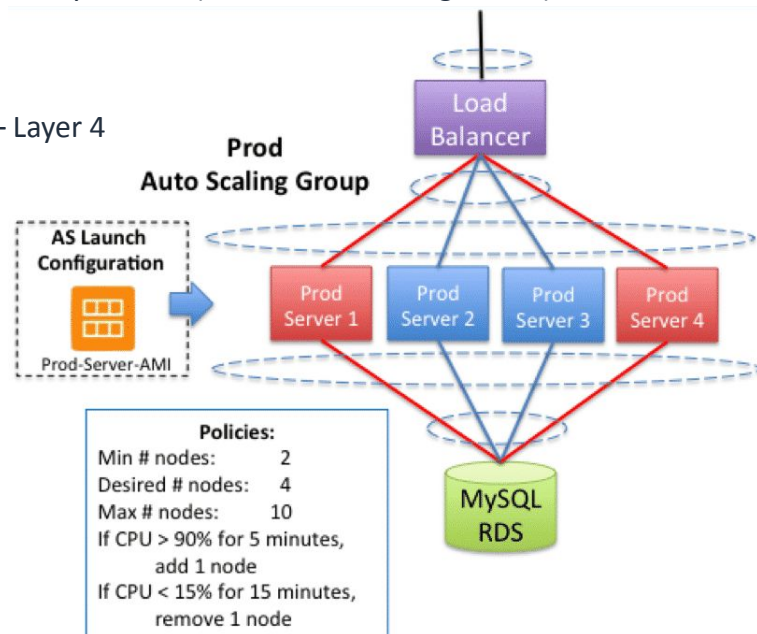 - Layer 4
Prod
Auto Scaling Group
Load
Balancer
AS Launch
Configuration
Prod-Server-AMI
Prod
Server 1
Prod
Server 2
Prod
Server 3
Prod
Server 4
MySQL
RDS
Policies:
Min # nodes: 2
Desired # nodes: 4
Max # nodes: 10
If CPU > 90% for 5 minutes,
add 1 node
If CPU < 15% for 15 minutes,
remove 1 node